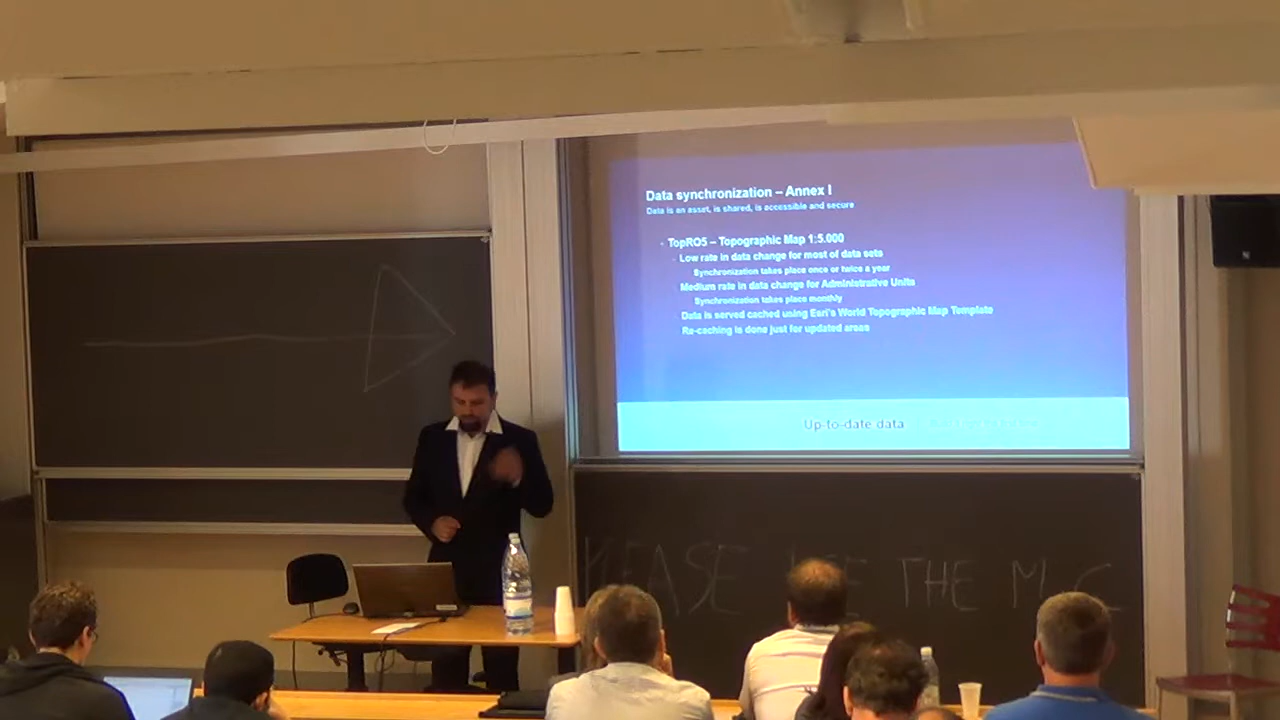 Data synchronization – Annex I
Data is an asset, is shared, is accessible and secure
TopRO5 – Topographic Map 1:5.000
Low rate in data change for most of data sets
Synchronization takes place once or twice a year
Medium rate in data change for Administrative Units
Synchronization takes place monthly
Data is served cached using Esri's World Topographic Map Template
Re-caching is done just for updated areas
Up-to-date data
PLEASE THE